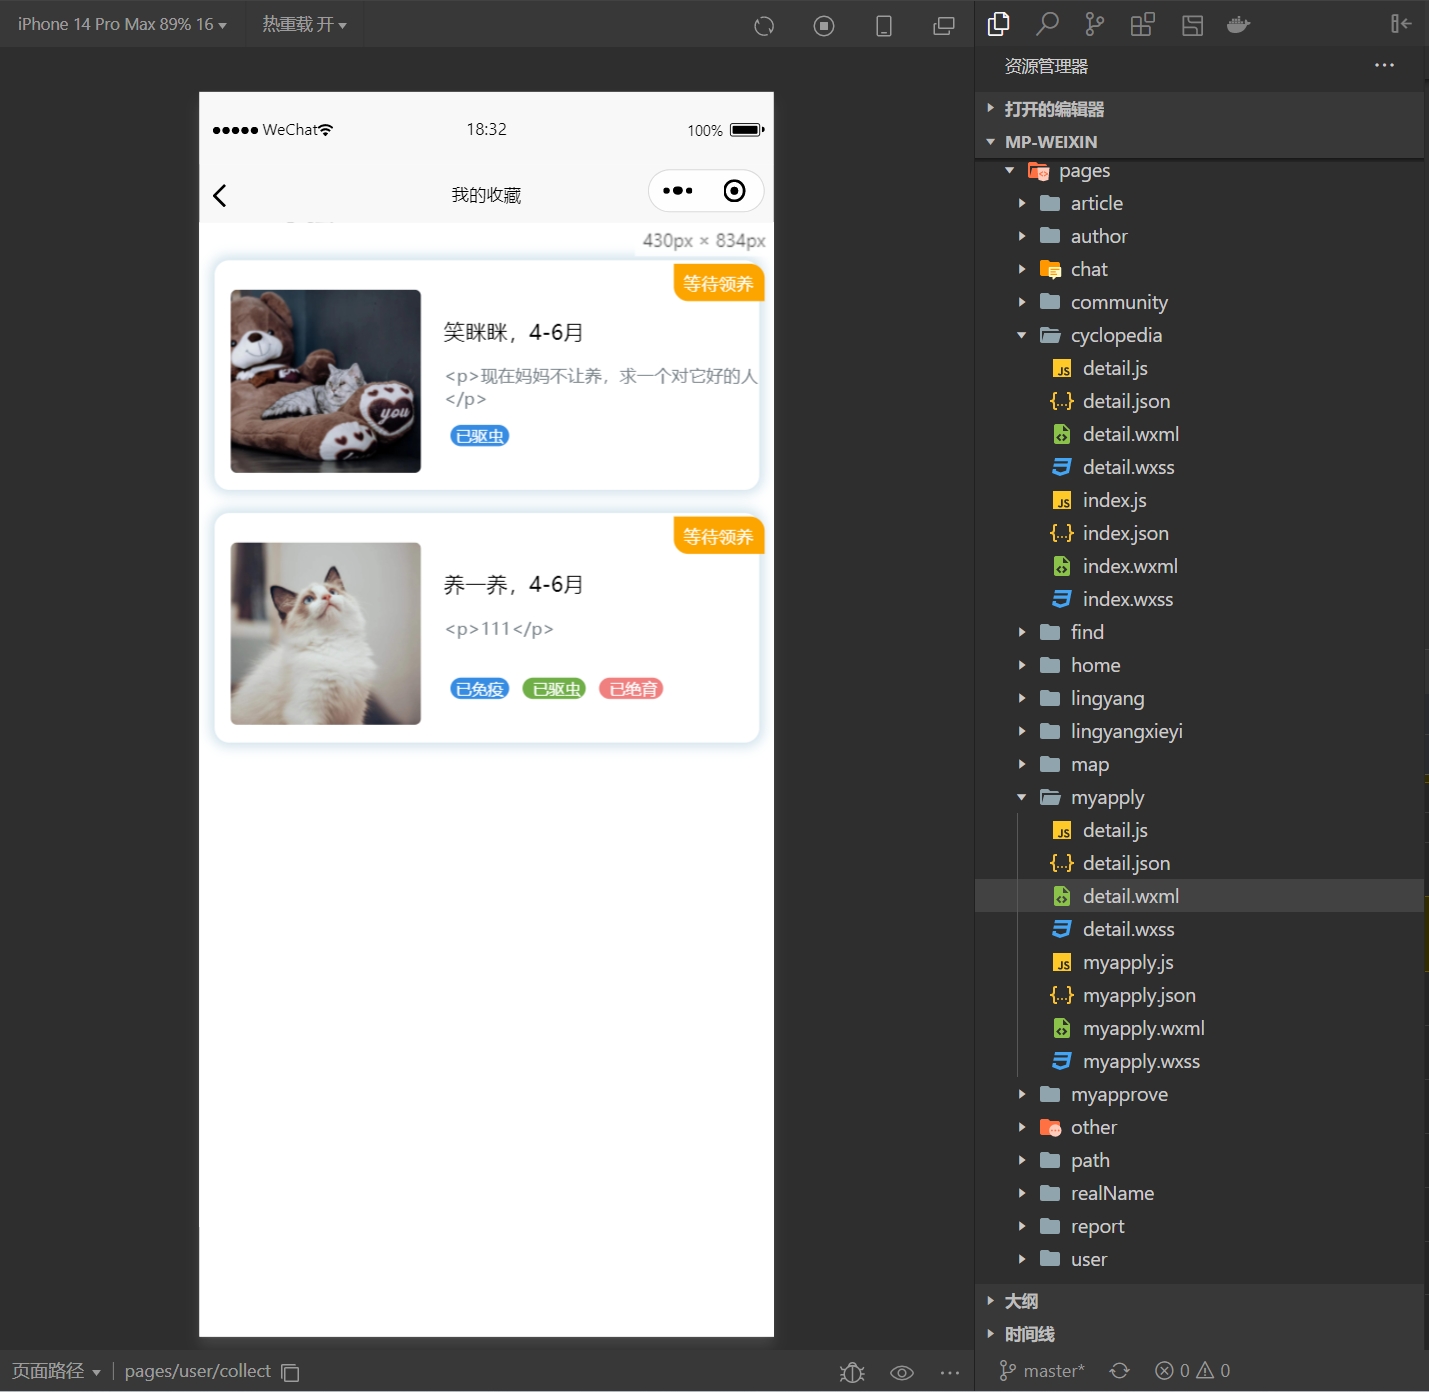 iPhone 14 Pro Max 89% 16
热重载 开
WeChat
18:32
100%
我的收藏
430px × 834px
等待领养
笑眯眯，4-6月
<p>现在妈妈不让养，求一个对它好的人
</p>
已驱虫
you
等待领养
养一养，4-6月
<p>111</p>
已免疫
已驱虫
已绝育
页面路径
pages/user/collect
资源管理器
打开的编辑器
MP-WEIXIN
pages
article
author
chat
community
cyclopedia
detail.js
detail.json
detail.wxml
detail.wxss
index.js
index.json
index.wxml
index.wxss
find
home
lingyang
lingyangxieyi
map
myapply
detail.js
detail.json
detail.wxml
detail.wxss
myapply.js
myapply.json
myapply.wxml
myapply.wxss
myapprove
other
path
realName
report
user
大纲
时间线
master*
0
0